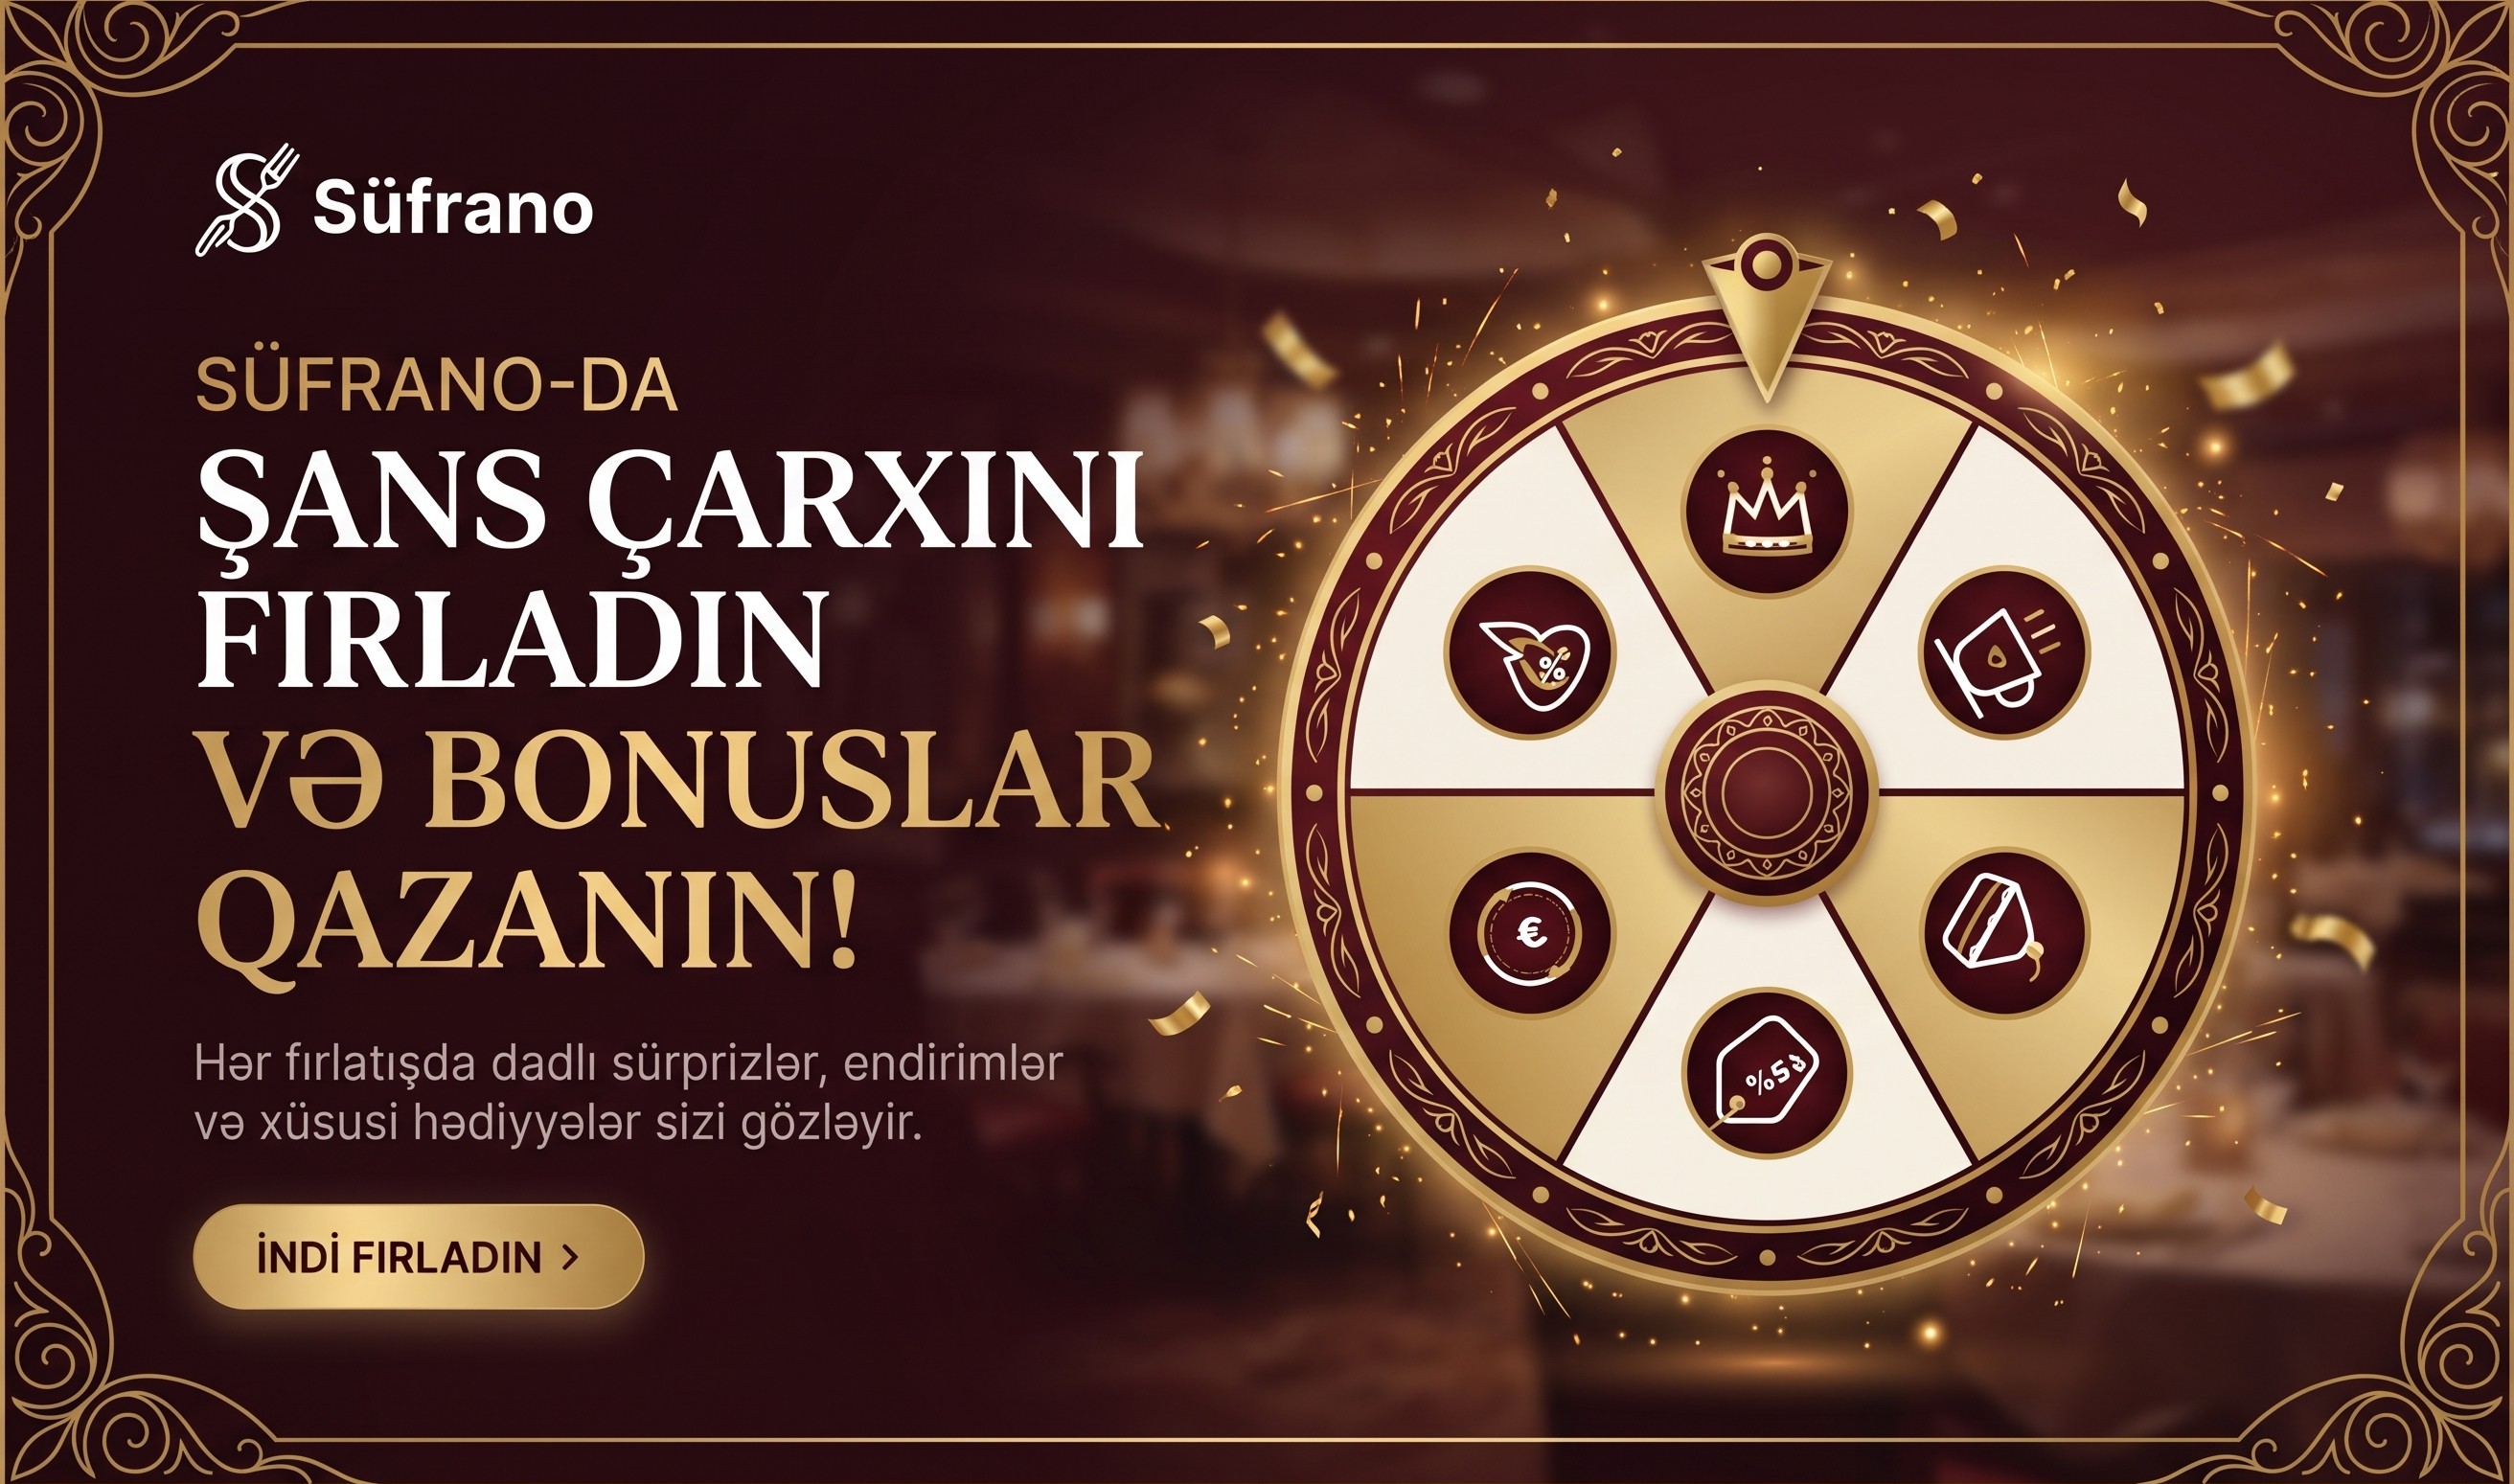 Süfrano
SÜFRANO-DA
ŞANS ÇARXINI
FIRLADIN
VƏ BONUSLAR
QAZANIN!
Hər fırlatışda dadlı sürprizlər, endirimlər
və xüsusi hədiyyələr sizi gözləyir.
İNDİ FIRLADIN ›
%
€